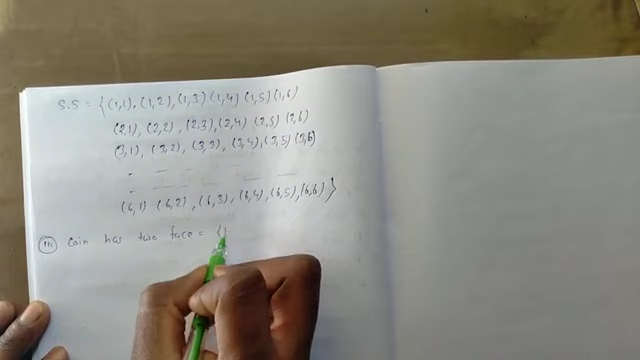 S.S = {(1,1), (1,2), (1,3) (1,4) (1,5) (1,6)
(2,1), (2,2), (2,3), (2,4) (2,5) (2,6)
(3,1), (3,2), (3,3), (3,4), (3,5) (3,6)
(6,1) (6,2), (6,3), (6,4), (6,5), (6,6)}
(iii) Coin has two face = {